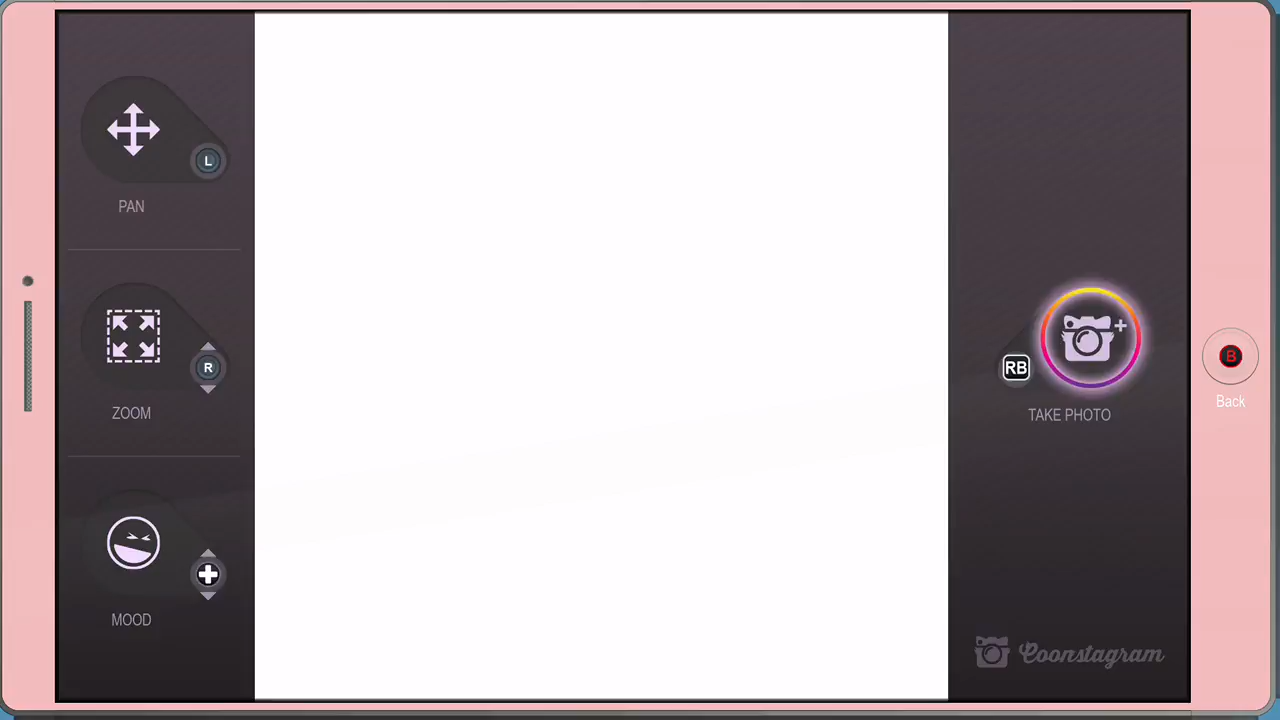 L
PAN
R
ZOOM
MOOD
RB
TAKE PHOTO
B
Back
Coonstagram